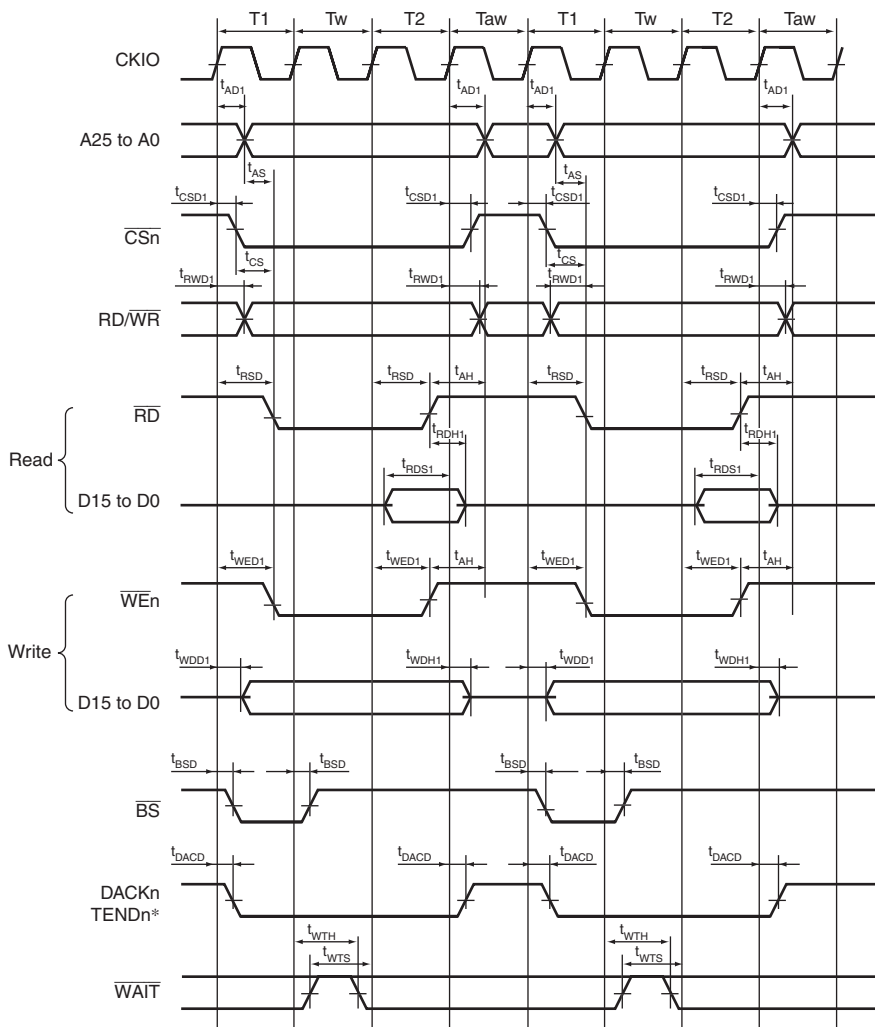 T1 Tw T2 Taw T1 Tw T2 Taw
CKIO
tAD1 tAD1 tAD1 tAD1
A25 to A0
tAS tAS
tCSD1 tCSD1 tCSD1 tCSD1
CSn
tCS tCS
tRWD1 tRWD1 tRWD1 tRWD1
RD/WR
tRSD tRSD tAH tRSD tRSD tAH
RD
tRDH1 tRDH1
Read
tRDS1 tRDS1
D15 to D0
tWED1 tWED1 tAH tWED1 tWED1 tAH
WEn
Write
tWDD1 tWDH1 tWDD1 tWDH1
D15 to D0
tBSD tBSD tBSD tBSD
BS
tDACD tDACD tDACD tDACD
DACKn
TENDn*
tWTH tWTH
tWTS tWTS
WAIT